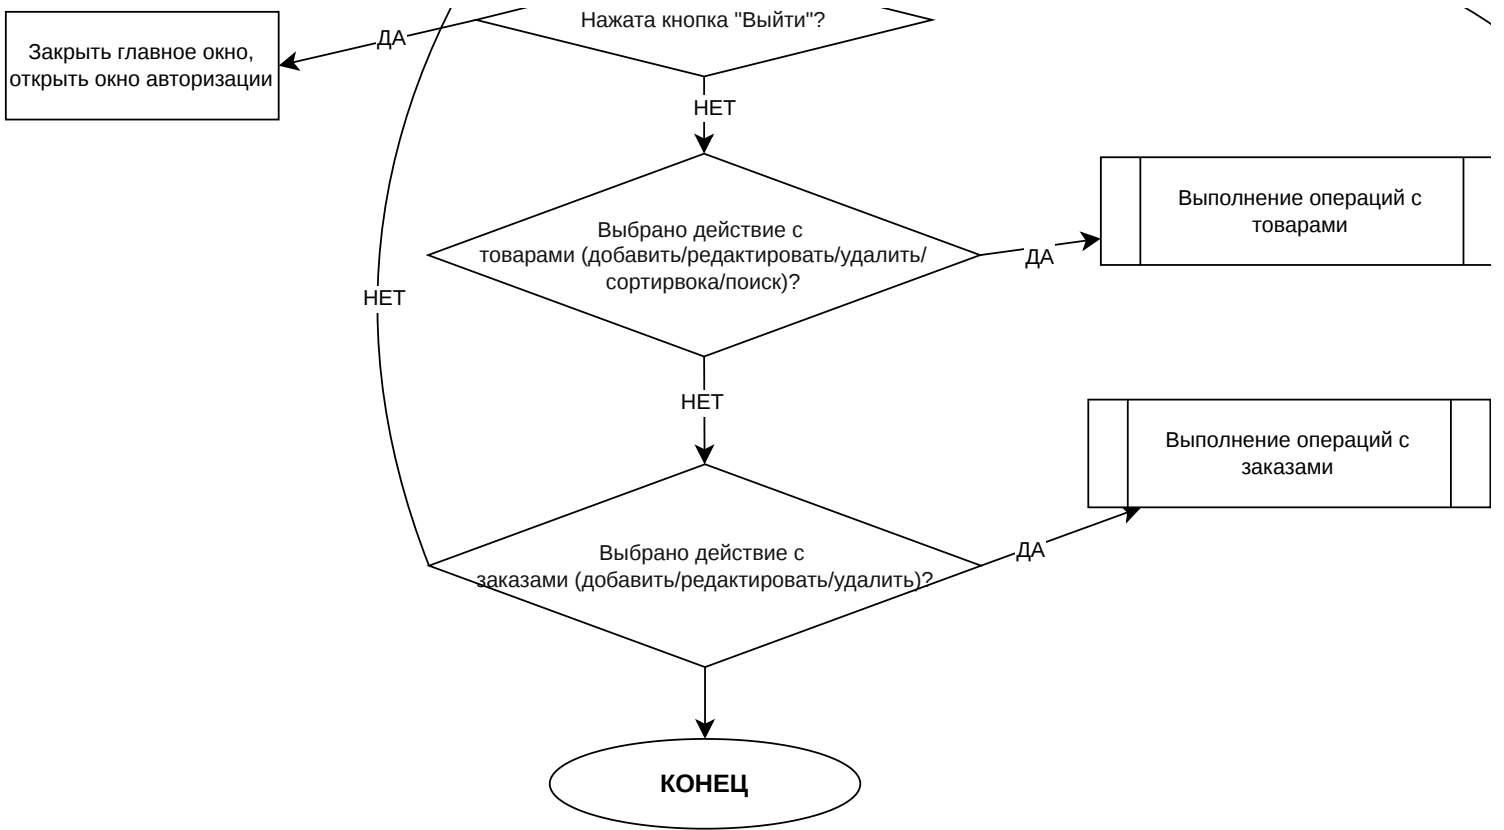 Нажата кнопка "Выйти"?
ДА
Закрыть главное окно,
открыть окно авторизации
НЕТ
Выбрано действие с
товарами (добавить/редактировать/удалить/
сортирвока/поиск)?
ДА
Выполнение операций с
товарами
НЕТ
НЕТ
Выполнение операций с
заказами
Выбрано действие с
заказами (добавить/редактировать/удалить)?
ДА
КОНЕЦ